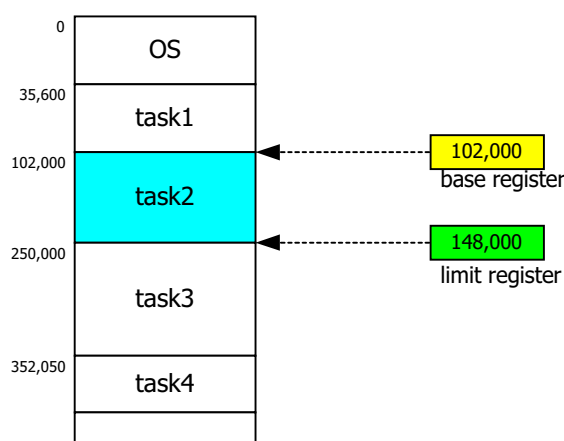 0
OS
35,600
task1
102,000
102,000
base register
task2
250,000
148,000
limit register
task3
352,050
task4